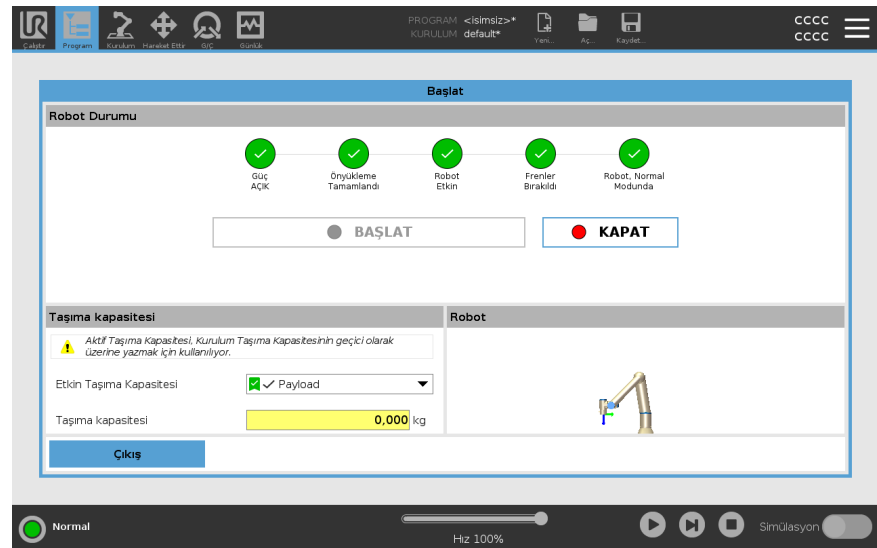 PROGRAM <isimsiz>*
KURULUM default*
cccc
cccc
Çalıştır
Program
Kurulum
Hareket Ettir
G/Ç
Günlük
Yeni...
Aç...
Kaydet...
Başlat
Robot Durumu
Güç
AÇIK
Önyükleme
Tamamlandı
Robot
Etkin
Frenler
Bırakıldı
Robot, Normal
Modunda
BAŞLAT
KAPAT
Taşıma kapasitesi
Robot
Aktif Taşıma Kapasitesi, Kurulum Taşıma Kapasitesinin geçici olarak
üzerine yazmak için kullanılıyor.
Etkin Taşıma Kapasitesi
Payload
Taşıma kapasitesi
0,000 kg
Çıkış
Normal
Hız 100%
Simülasyon